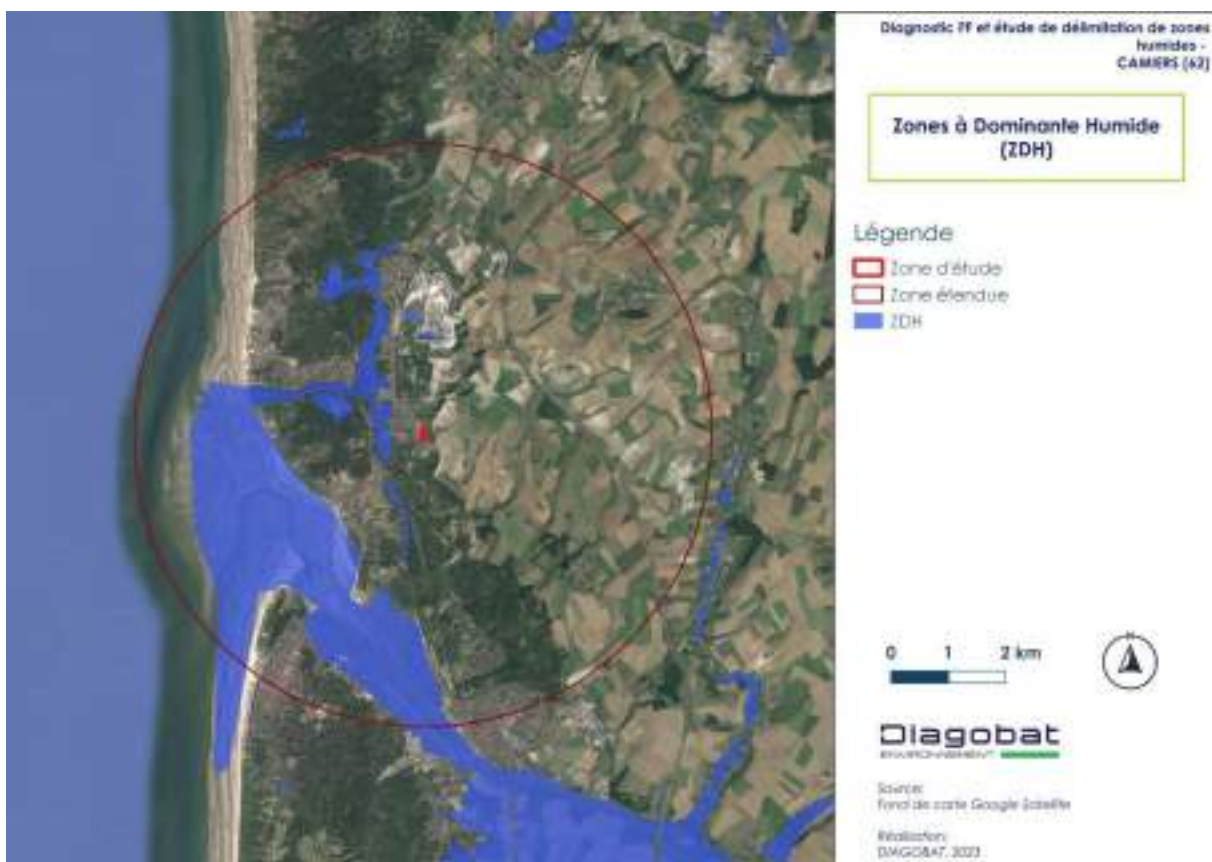 Diagnostic FF et étude de délimitation de zones
humides -
CAMIERS (62)
Zones à Dominante Humide
(ZDH)
Légende
Zone d'étude
Zone étendue
ZDH
0 1 2 km
N
Diagobat
ENVIRONNEMENT
Source:
Fond de carte Google Satellite
Réalisation:
DIAGOBAT, 2023